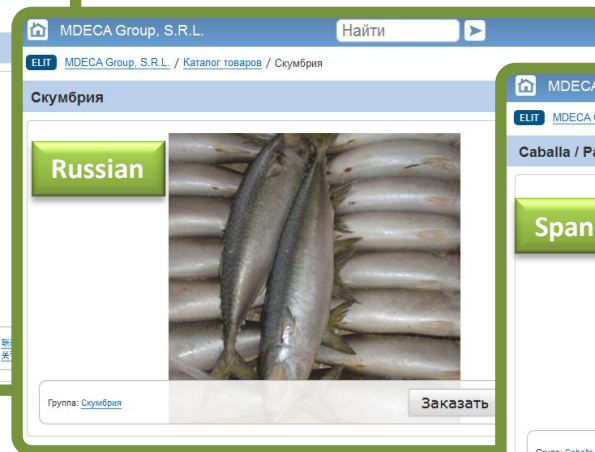 MDECA Group, S.R.L.
Найти
ELIT MDECA Group, S.R.L. / Каталог товаров / Скумбрия
Скумбрия
Russian
Группа: Скумбрия
Заказать
MDECA
ELIT MDECA
Caballa /
Span